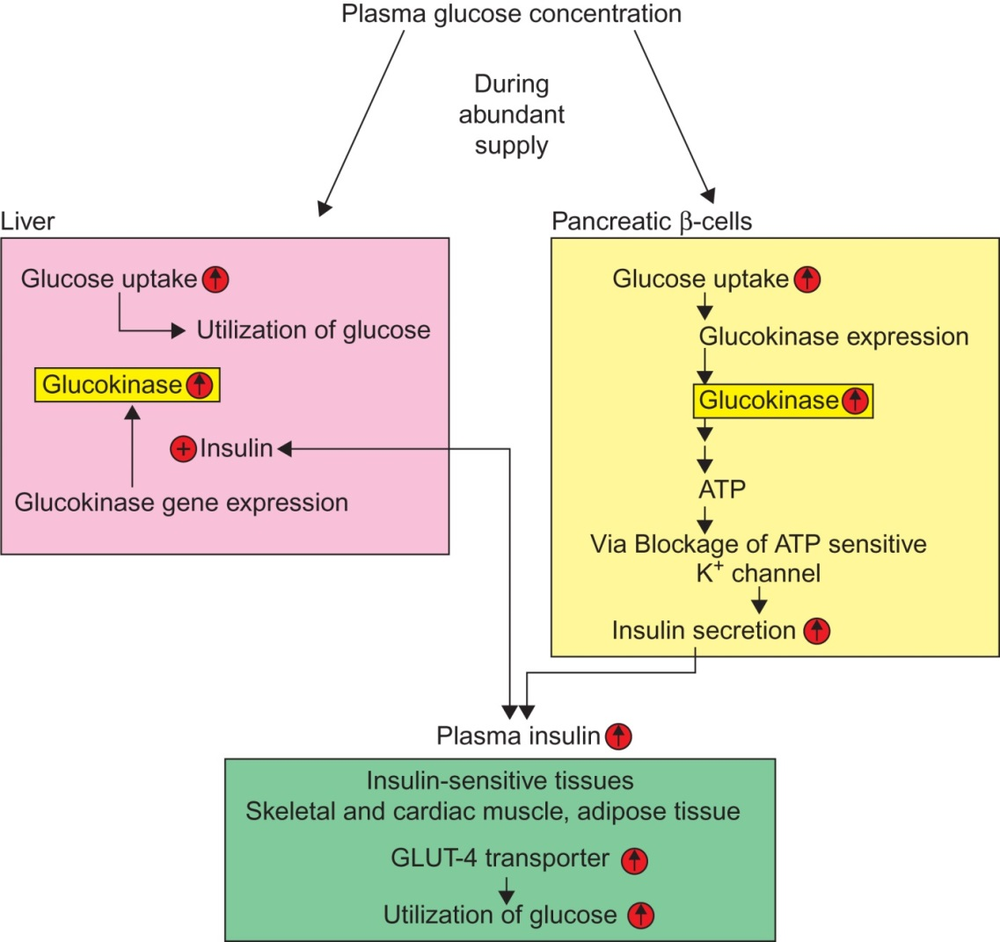 Plasma glucose concentration
During
abundant
supply
Liver
Glucose uptake ↑
Utilization of glucose
Glucokinase ↑
+ Insulin
Glucokinase gene expression
Pancreatic β-cells
Glucose uptake ↑
Glucokinase expression
Glucokinase ↑
ATP
Via Blockage of ATP sensitive
K⁺ channel
Insulin secretion ↑
Plasma insulin ↑
Insulin-sensitive tissues
Skeletal and cardiac muscle, adipose tissue
GLUT-4 transporter ↑
Utilization of glucose ↑